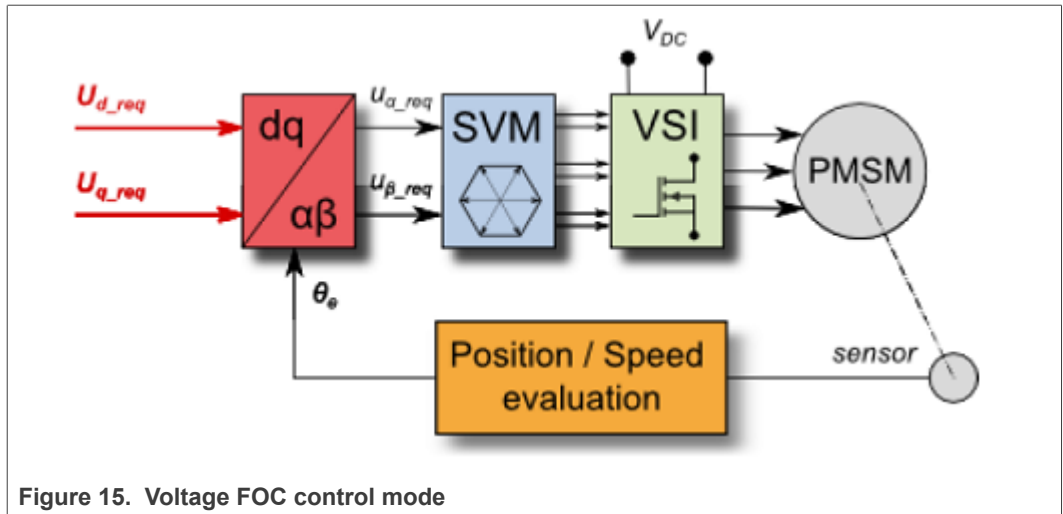 V_DC
U_d_req
u_α_req
dq
SVM
VSI
PMSM
U_q_req
u_β_req
αβ
θ_e
Position / Speed
evaluation
sensor
Figure 15. Voltage FOC control mode